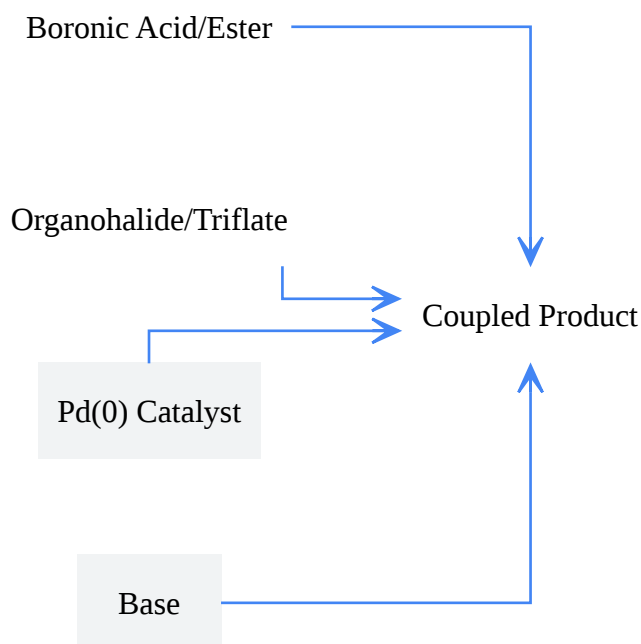 Boronic Acid/Ester
Organohalide/Triflate
Coupled Product
Pd(0) Catalyst
Base